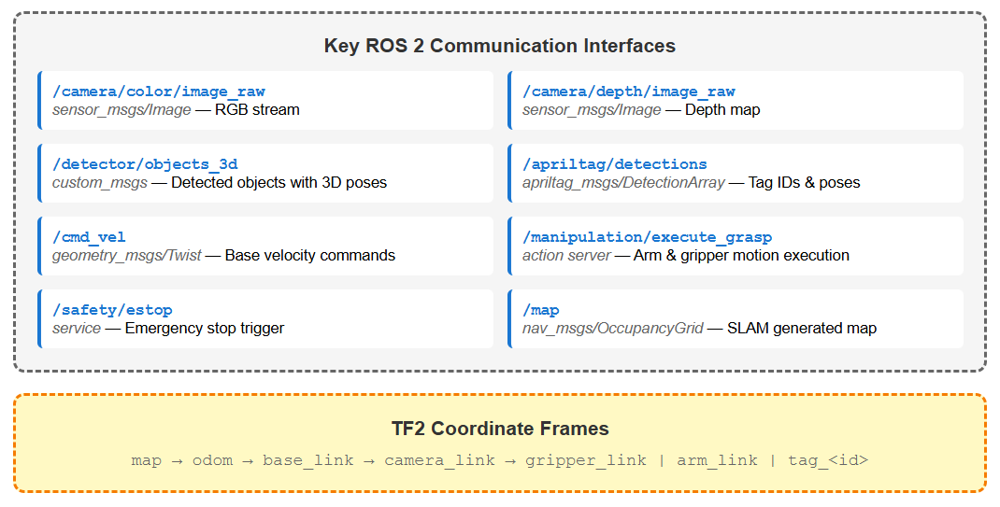 Key ROS 2 Communication Interfaces
/camera/color/image_raw
sensor_msgs/Image — RGB stream
/camera/depth/image_raw
sensor_msgs/Image — Depth map
/detector/objects_3d
custom_msgs — Detected objects with 3D poses
/apriltag/detections
apriltag_msgs/DetectionArray — Tag IDs & poses
/cmd_vel
geometry_msgs/Twist — Base velocity commands
/manipulation/execute_grasp
action server — Arm & gripper motion execution
/safety/estop
service — Emergency stop trigger
/map
nav_msgs/OccupancyGrid — SLAM generated map
TF2 Coordinate Frames
map → odom → base_link → camera_link → gripper_link | arm_link | tag_<id>